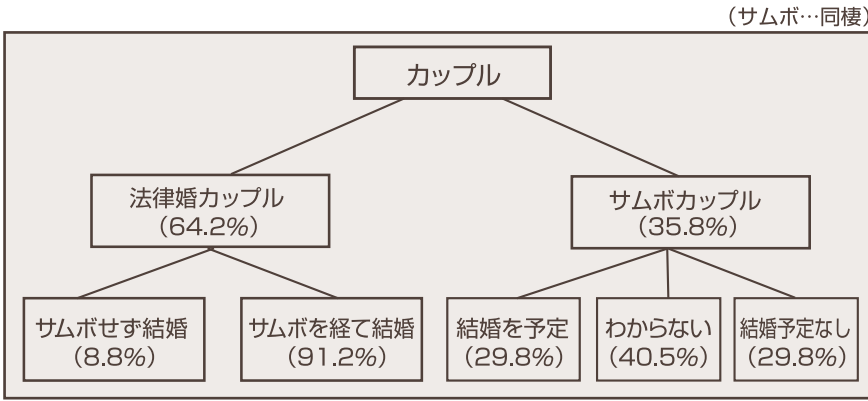 （サムボ…同棲）
カップル
法律婚カップル
（64.2%）
サムボカップル
（35.8%）
サムボせず結婚
（8.8%）
サムボを経て結婚
（91.2%）
結婚を予定
（29.8%）
わからない
（40.5%）
結婚予定なし
（29.8%）